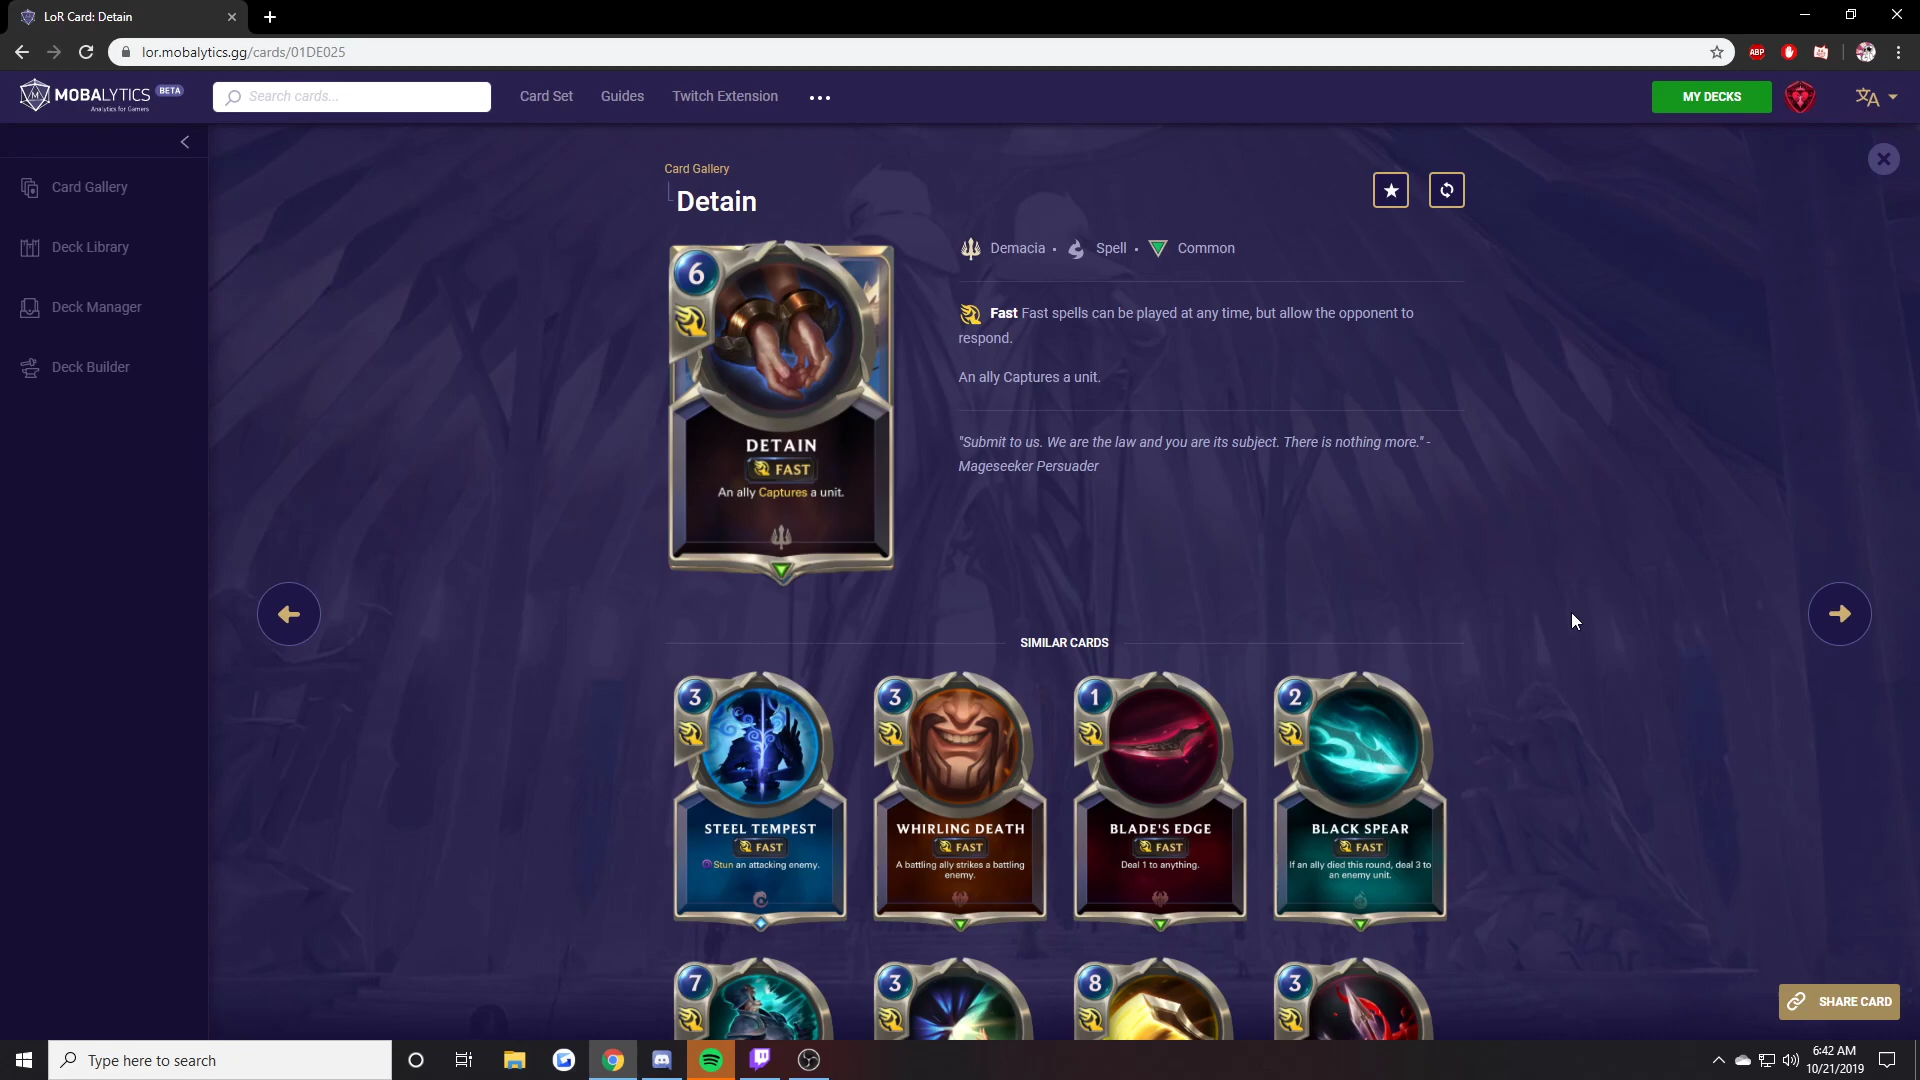 LoR Card: Detain
lor.mobalytics.gg/cards/01DE025
ABP
MOBALYTICS BETA
Analytics for Gamers
Search cards...
Card Set
Guides
Twitch Extension
MY DECKS
Card Gallery
Deck Library
Deck Manager
Deck Builder
Card Gallery
Detain
6
DETAIN
FAST
An ally Captures a unit.
Demacia • Spell • Common
Fast Fast spells can be played at any time, but allow the opponent to
respond.
An ally Captures a unit.
"Submit to us. We are the law and you are its subject. There is nothing more." -
Mageseeker Persuader
SIMILAR CARDS
3
STEEL TEMPEST
FAST
Stun an attacking enemy.
3
WHIRLING DEATH
FAST
A battling ally strikes a battling
enemy.
1
BLADE'S EDGE
FAST
Deal 1 to anything.
2
BLACK SPEAR
FAST
If an ally died this round, deal 3 to
an enemy unit.
7
3
8
3
SHARE CARD
Type here to search
6:42 AM
10/21/2019